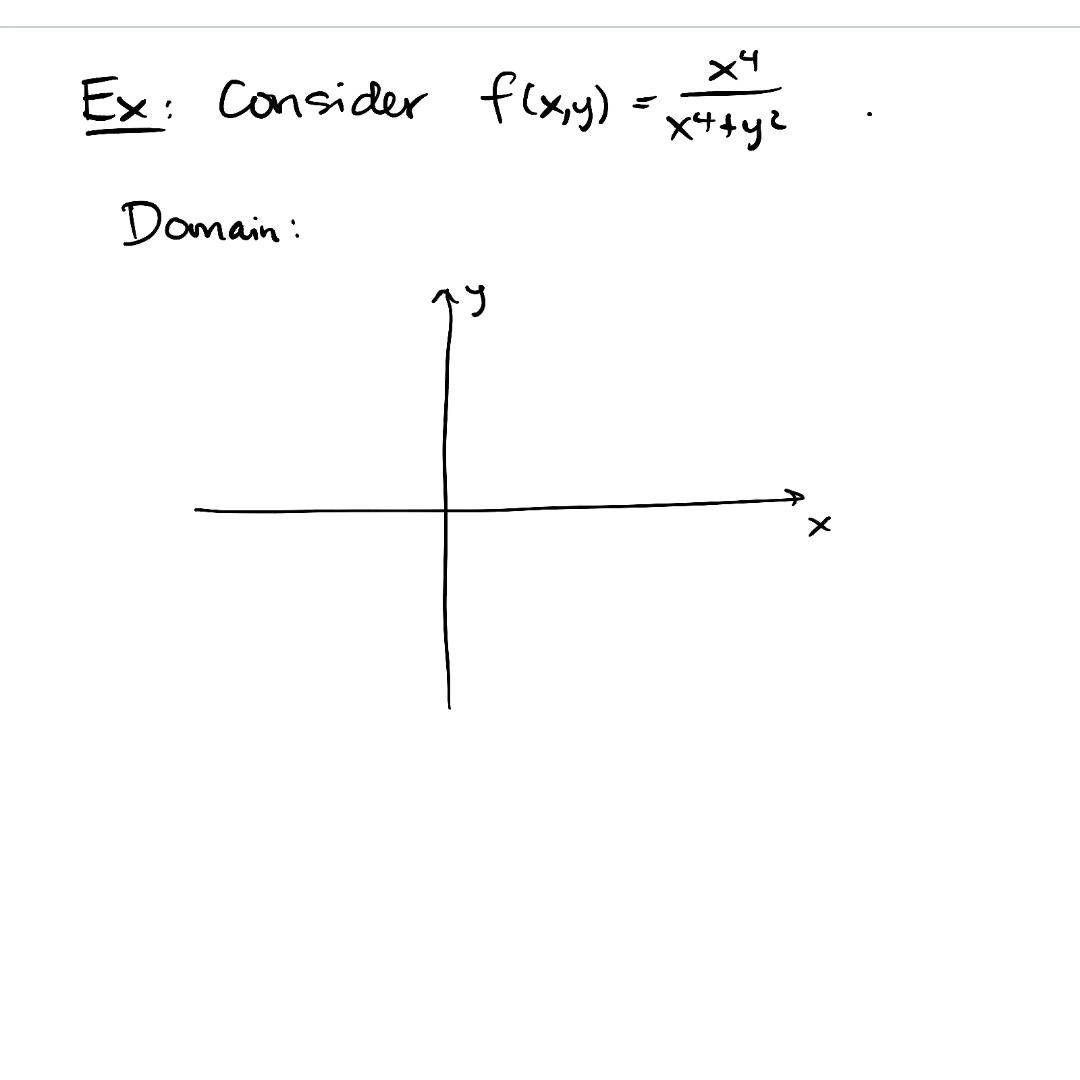 Ex: Consider f(x,y) = x⁴/(x⁴+y²) .
Domain:
y
x